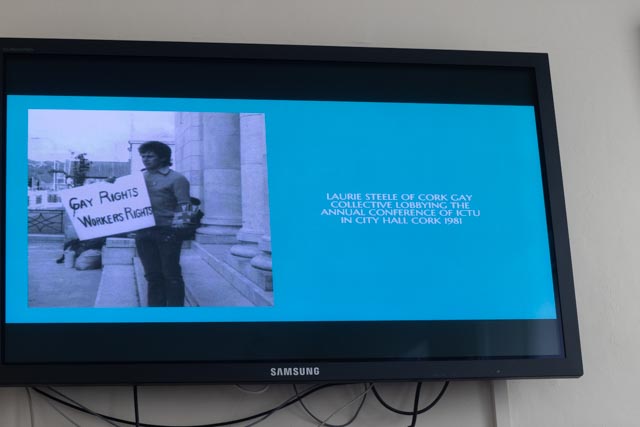 GAY RIGHTS
WORKERS RIGHTS
LAURIE STEELE OF CORK GAY
COLLECTIVE LOBBYING THE
ANNUAL CONFERENCE OF ICTU
IN CITY HALL CORK 1981
SAMSUNG